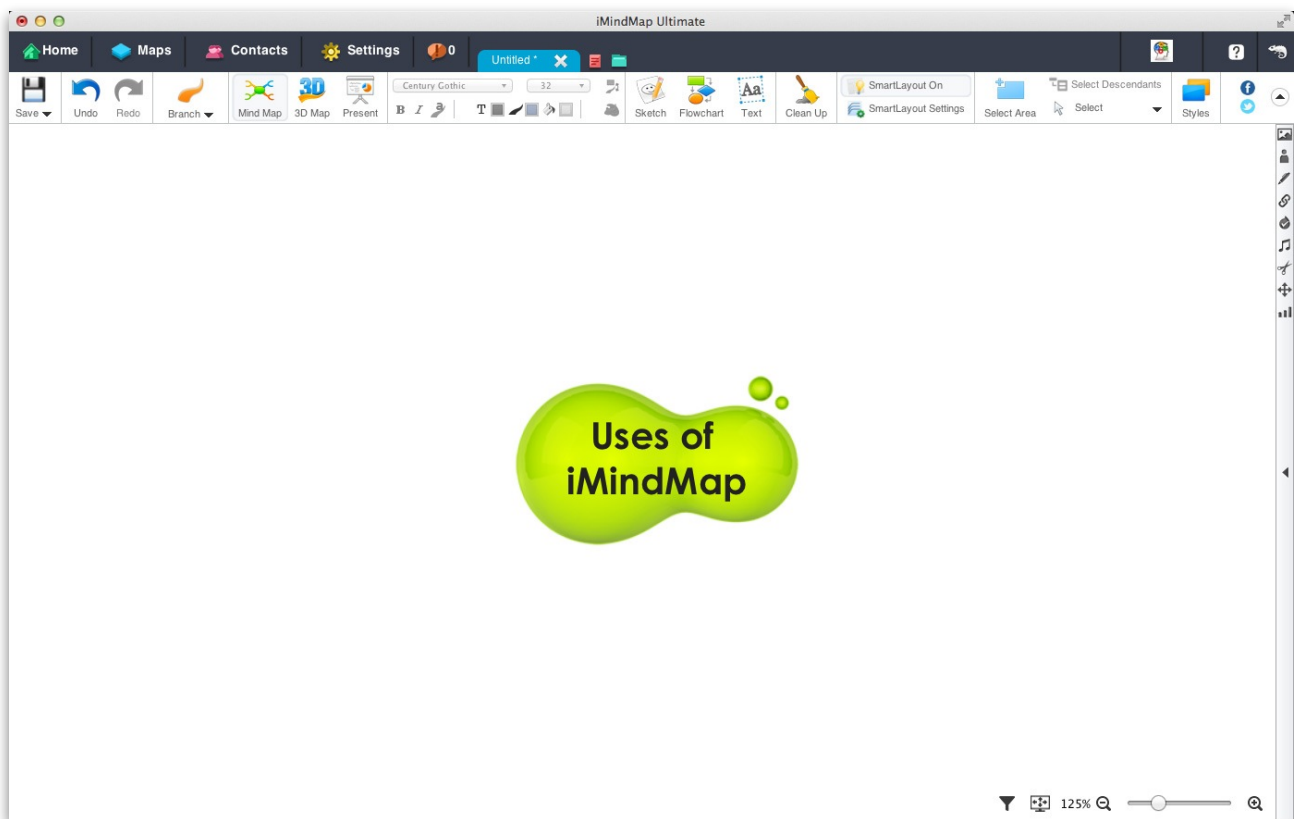 iMindMap Ultimate
Home Maps Contacts Settings 0 Untitled * ?
Century Gothic 32 SmartLayout On Select Descendants
B I T Aa 3D
Save Undo Redo Branch Mind Map 3D Map Present Sketch Flowchart Text Clean Up SmartLayout Settings Select Area Select Styles
Uses of
iMindMap
125%